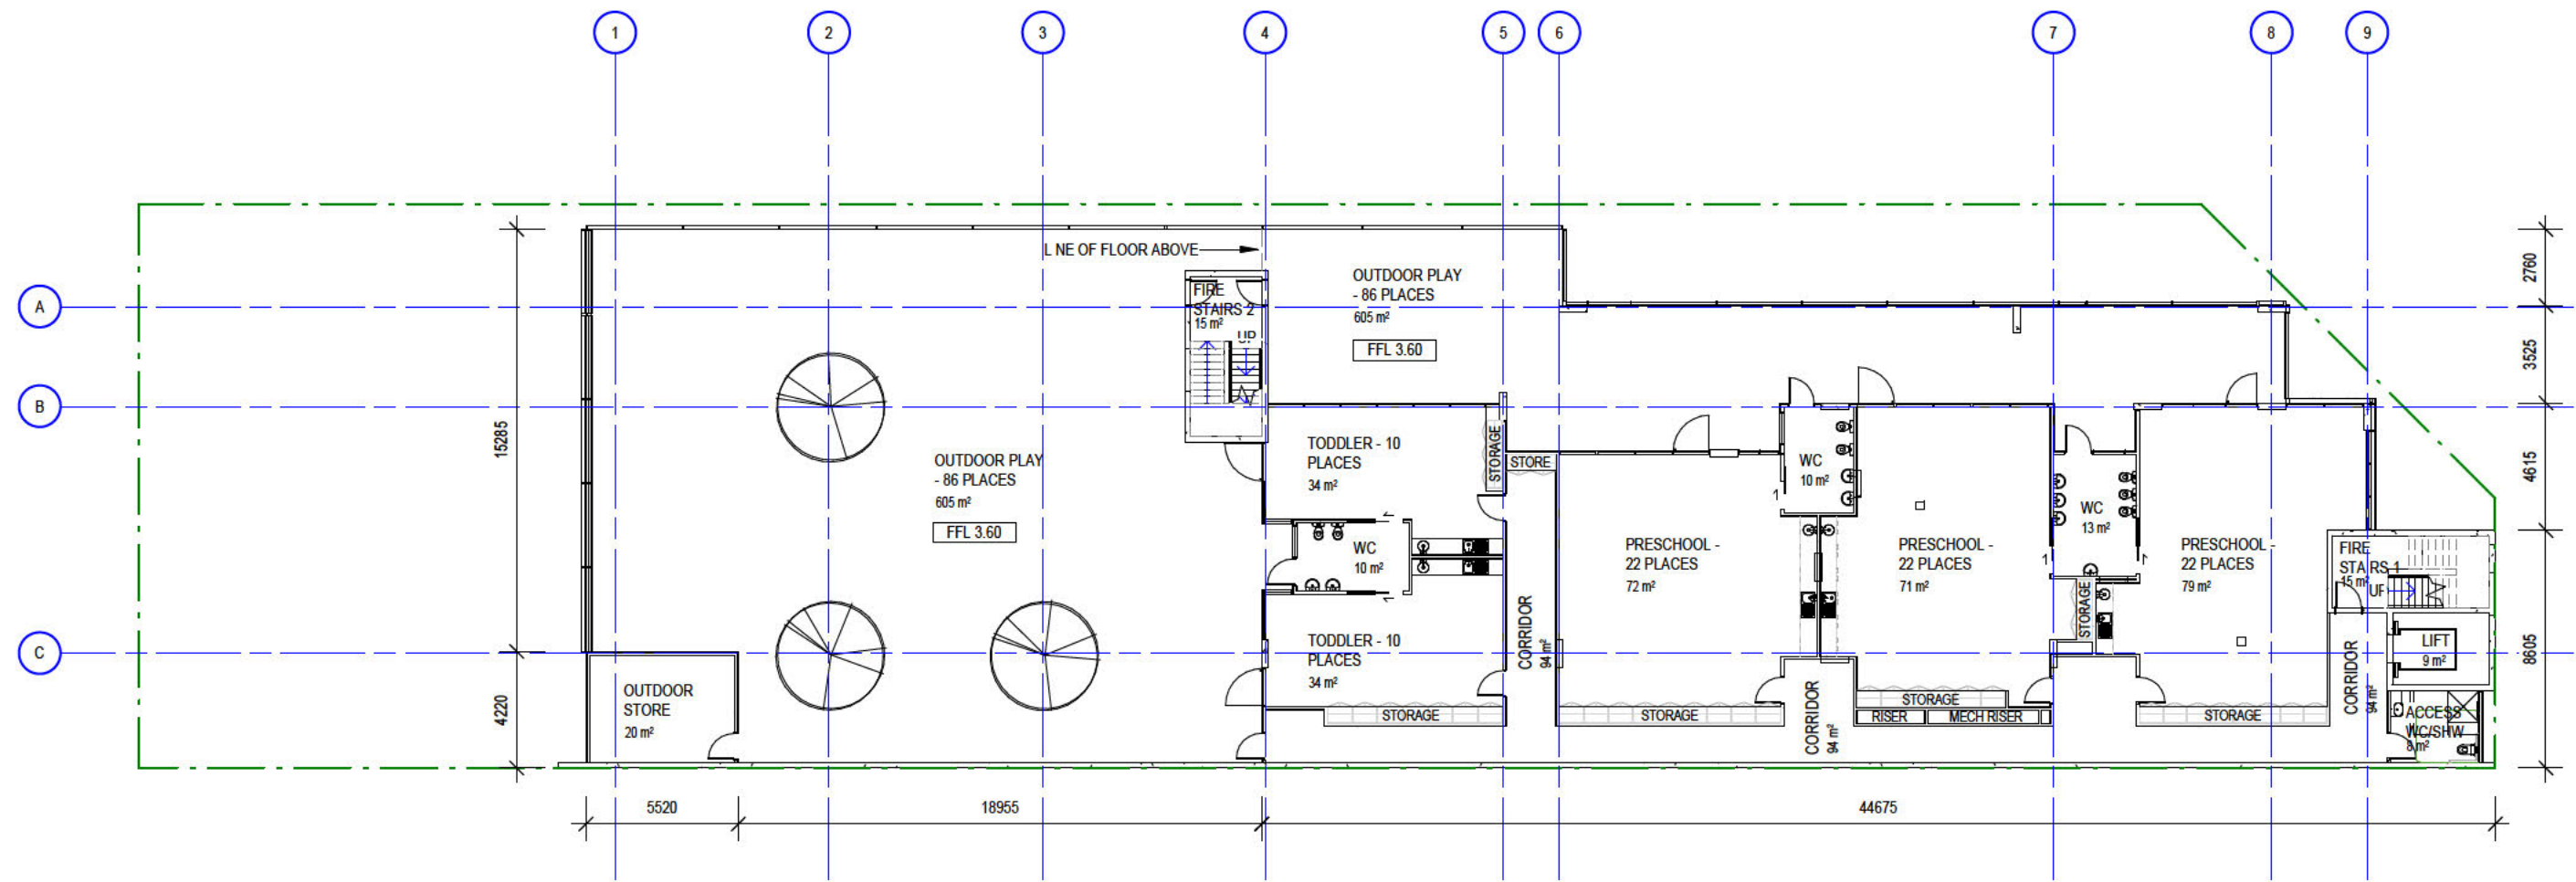 1
2
3
4
5
6
7
8
9
A
B
C
L NE OF FLOOR ABOVE
OUTDOOR PLAY
- 86 PLACES
605 m²
FFL 3.60
FIRE
STAIRS 2
15 m²
UP
OUTDOOR PLAY
- 86 PLACES
605 m²
FFL 3.60
TODDLER - 10
PLACES
34 m²
STORAGE
STORE
WC
10 m²
TODDLER - 10
PLACES
34 m²
STORAGE
CORRIDOR
94 m²
PRESCHOOL -
22 PLACES
72 m²
STORAGE
WC
10 m²
CORRIDOR
94 m²
PRESCHOOL -
22 PLACES
71 m²
STORAGE
RISER
MECH RISER
WC
13 m²
STORAGE
PRESCHOOL -
22 PLACES
79 m²
STORAGE
FIRE
STA RS 1
15 m²
UP
LIFT
9 m²
CORRIDOR
94 m²
ACCESS
WC/SHW
8 m²
OUTDOOR
STORE
20 m²
15285
4220
2760
3525
4615
8605
5520
18955
44675